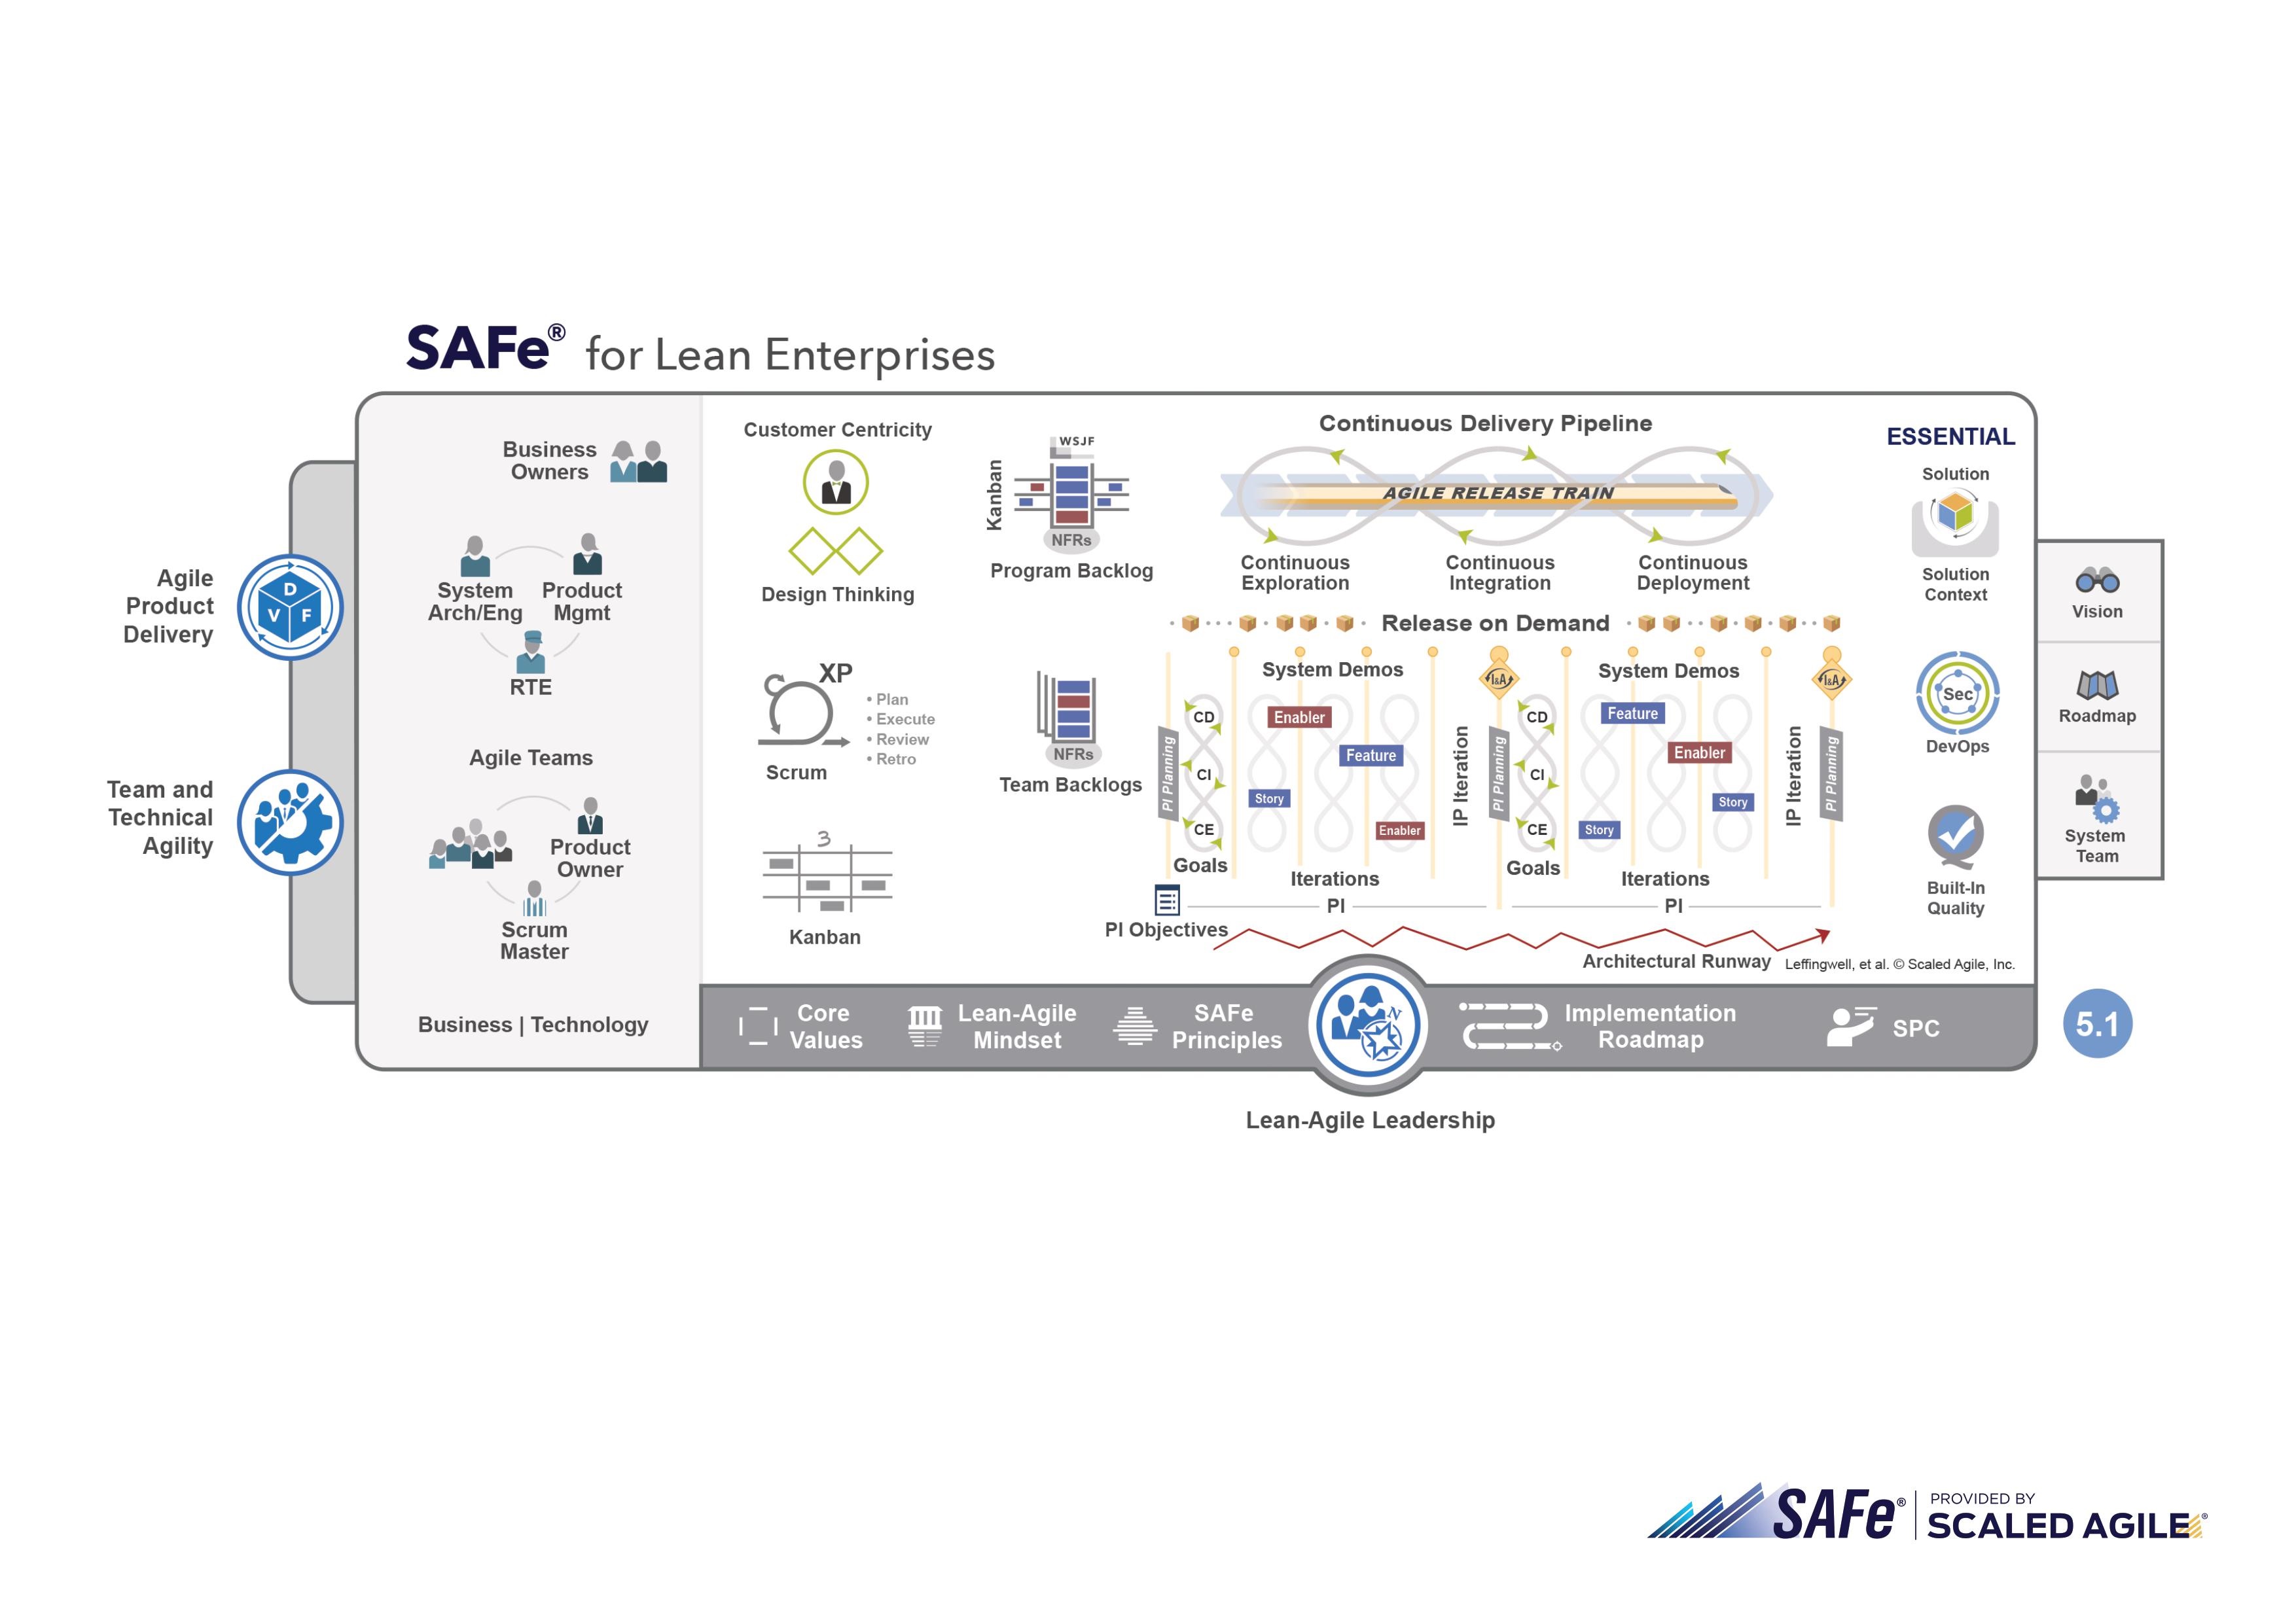 SAFe® for Lean Enterprises
Agile
Product
Delivery
Team and
Technical
Agility
D
V F
Business
Owners
System
Arch/Eng
Product
Mgmt
RTE
Agile Teams
Product
Owner
Scrum
Master
Business | Technology
Customer Centricity
Design Thinking
XP
• Plan
• Execute
• Review
• Retro
Scrum
3
Kanban
WSJF
Kanban
NFRs
Program Backlog
NFRs
Team Backlogs
Continuous Delivery Pipeline
AGILE RELEASE TRAIN
Continuous
Exploration
Continuous
Integration
Continuous
Deployment
Release on Demand
PI Planning
CD
CI
CE
Goals
System Demos
Enabler
Feature
Story
Enabler
Iterations
IP Iteration
I&A
PI Planning
CD
CI
CE
Goals
System Demos
Feature
Enabler
Story
Story
Iterations
IP Iteration
I&A
PI Planning
PI
PI
PI Objectives
Architectural Runway
Leffingwell, et al. © Scaled Agile, Inc.
ESSENTIAL
Solution
Solution
Context
Sec
DevOps
Built-In
Quality
Vision
Roadmap
System
Team
Core
Values
Lean-Agile
Mindset
SAFe
Principles
N
Lean-Agile Leadership
Implementation
Roadmap
SPC
5.1
SAFe®
PROVIDED BY
SCALED AGILE®